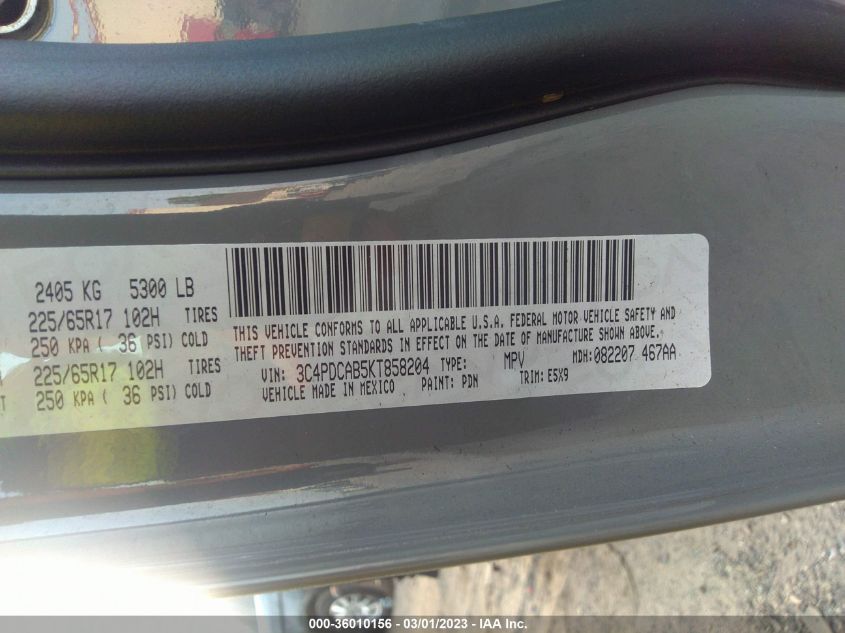 2405 KG 5300 LB
225/65R17 102H TIRES
250 KPA ( 36 PSI) COLD
225/65R17 102H TIRES
250 KPA ( 36 PSI) COLD
THIS VEHICLE CONFORMS TO ALL APPLICABLE U.S.A. FEDERAL MOTOR VEHICLE SAFETY AND
THEFT PREVENTION STANDARDS IN EFFECT ON THE DATE OF MANUFACTURE SHOWN ABOVE.
VIN: 3C4PDCAB5KT858204 TYPE: MPV MDH:082207 467AA
VEHICLE MADE IN MEXICO PAINT: PDN TRIM: E5X9
000-36010156 - 03/01/2023 - IAAI Inc.